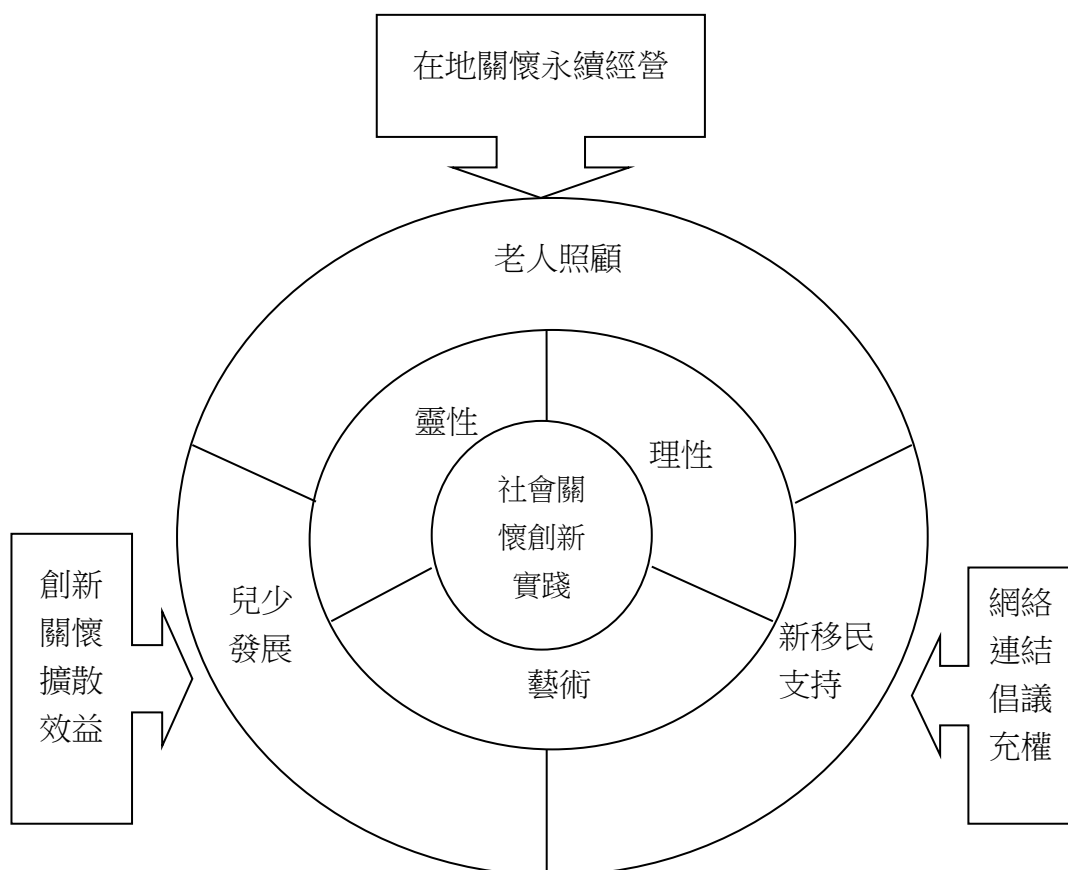 在地關懷永續經營
老人照顧
靈性
理性
社會關
懷創新
實踐
創新
關懷
擴散
效益
兒少
發展
藝術
新移民
支持
網絡
連結
倡議
充權